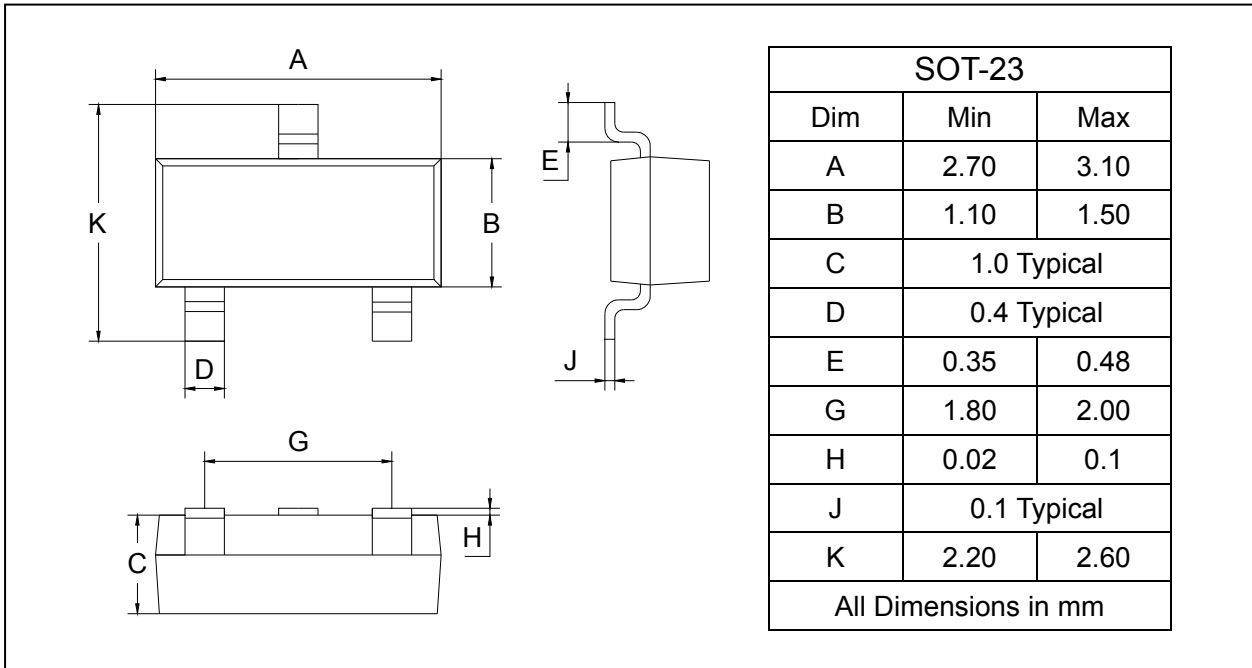 A
K
B
D
E
J
G
C
H
SOT-23
Dim Min Max
A 2.70 3.10
B 1.10 1.50
C 1.0 Typical
D 0.4 Typical
E 0.35 0.48
G 1.80 2.00
H 0.02 0.1
J 0.1 Typical
K 2.20 2.60
All Dimensions in mm